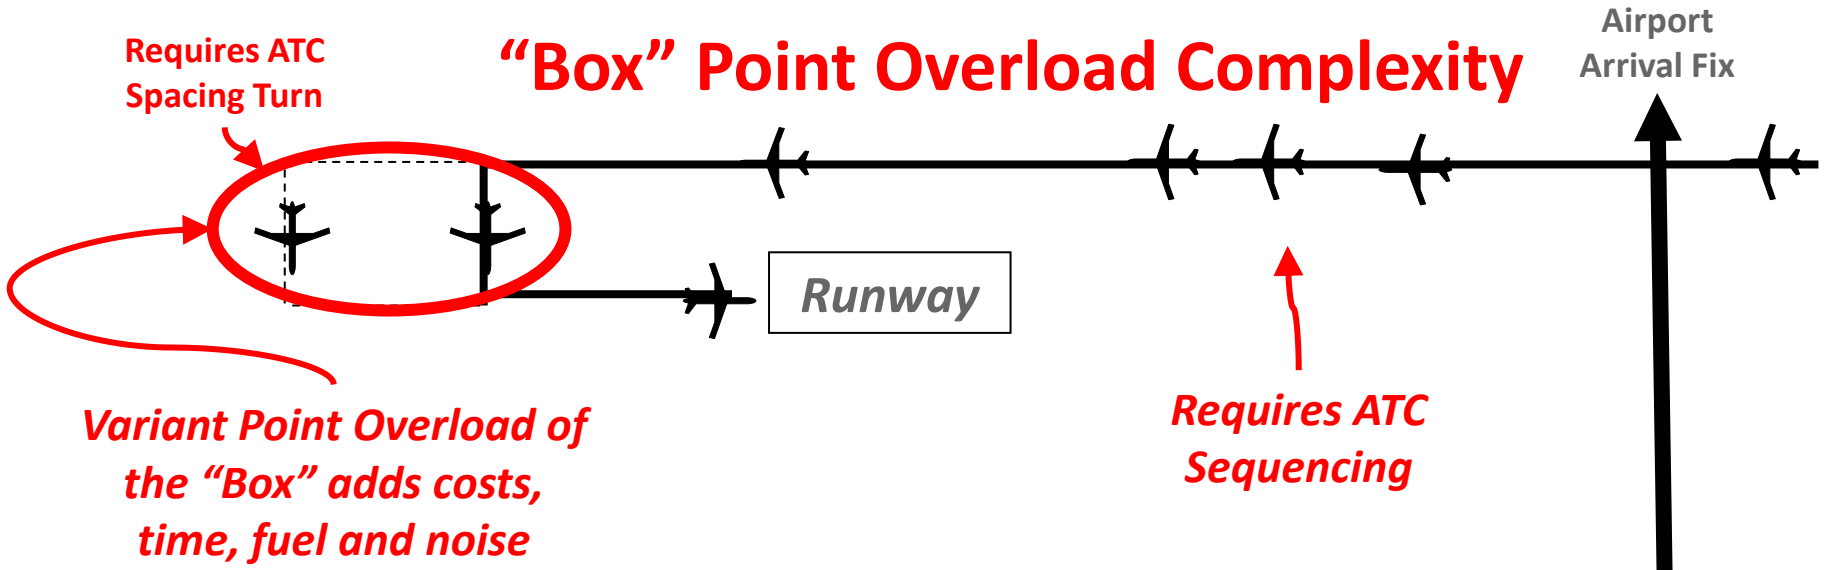 Requires ATC
Spacing Turn
“Box” Point Overload Complexity
Airport
Arrival Fix
Runway
Variant Point Overload of
the “Box” adds costs,
time, fuel and noise
Requires ATC
Sequencing